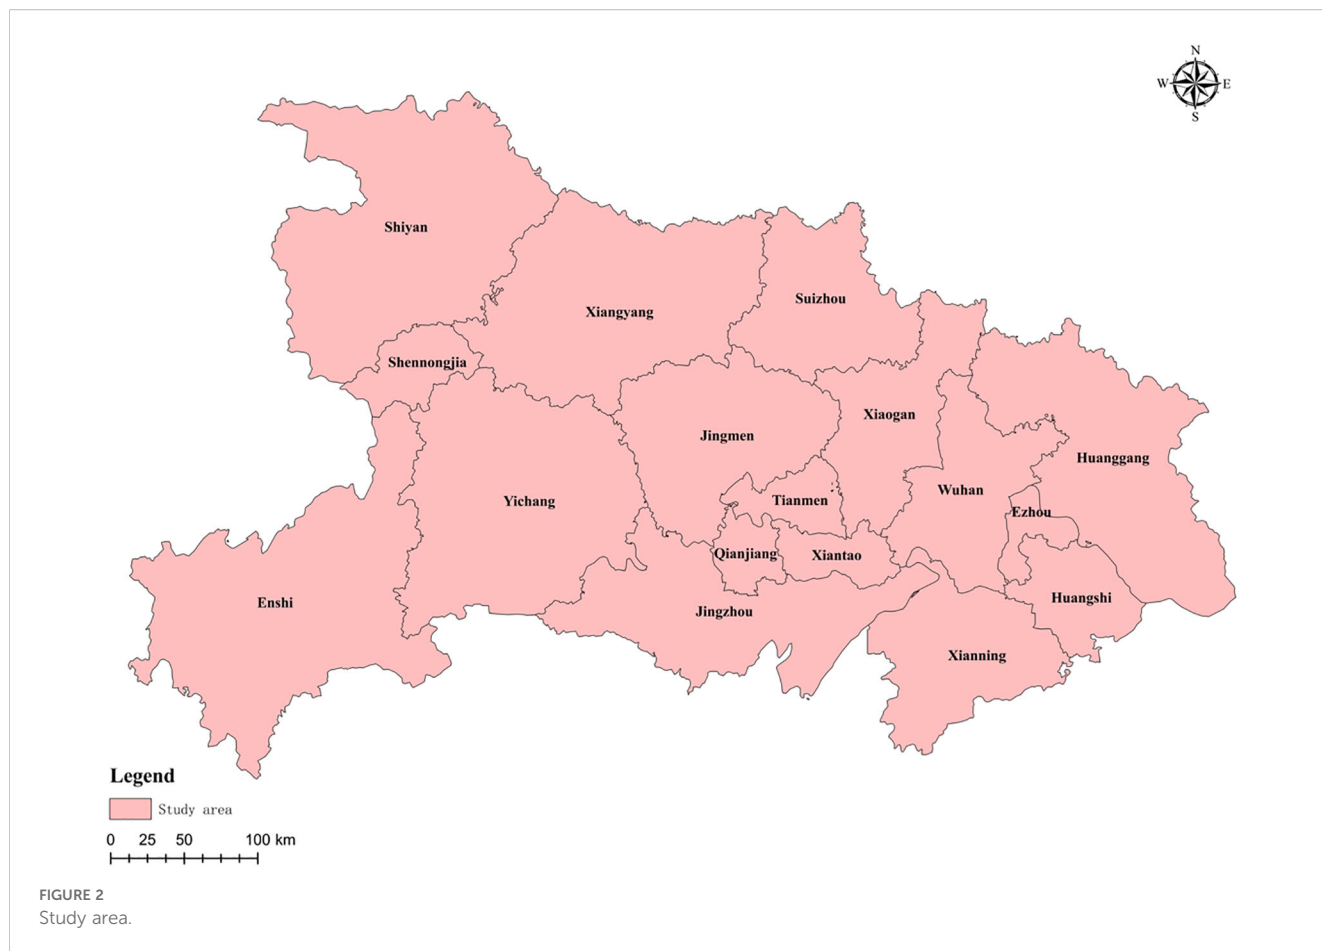 N
W E
S
Shiyan
Suizhou
Xiangyang
Shennongjia
Xiaogan
Jingmen
Huanggang
Wuhan
Yichang
Tianmen
Ezhou
Qianjiang
Xiantao
Huangshi
Enshi
Jingzhou
Xianning
Legend
Study area
0 25 50 100 km
FIGURE 2
Study area.